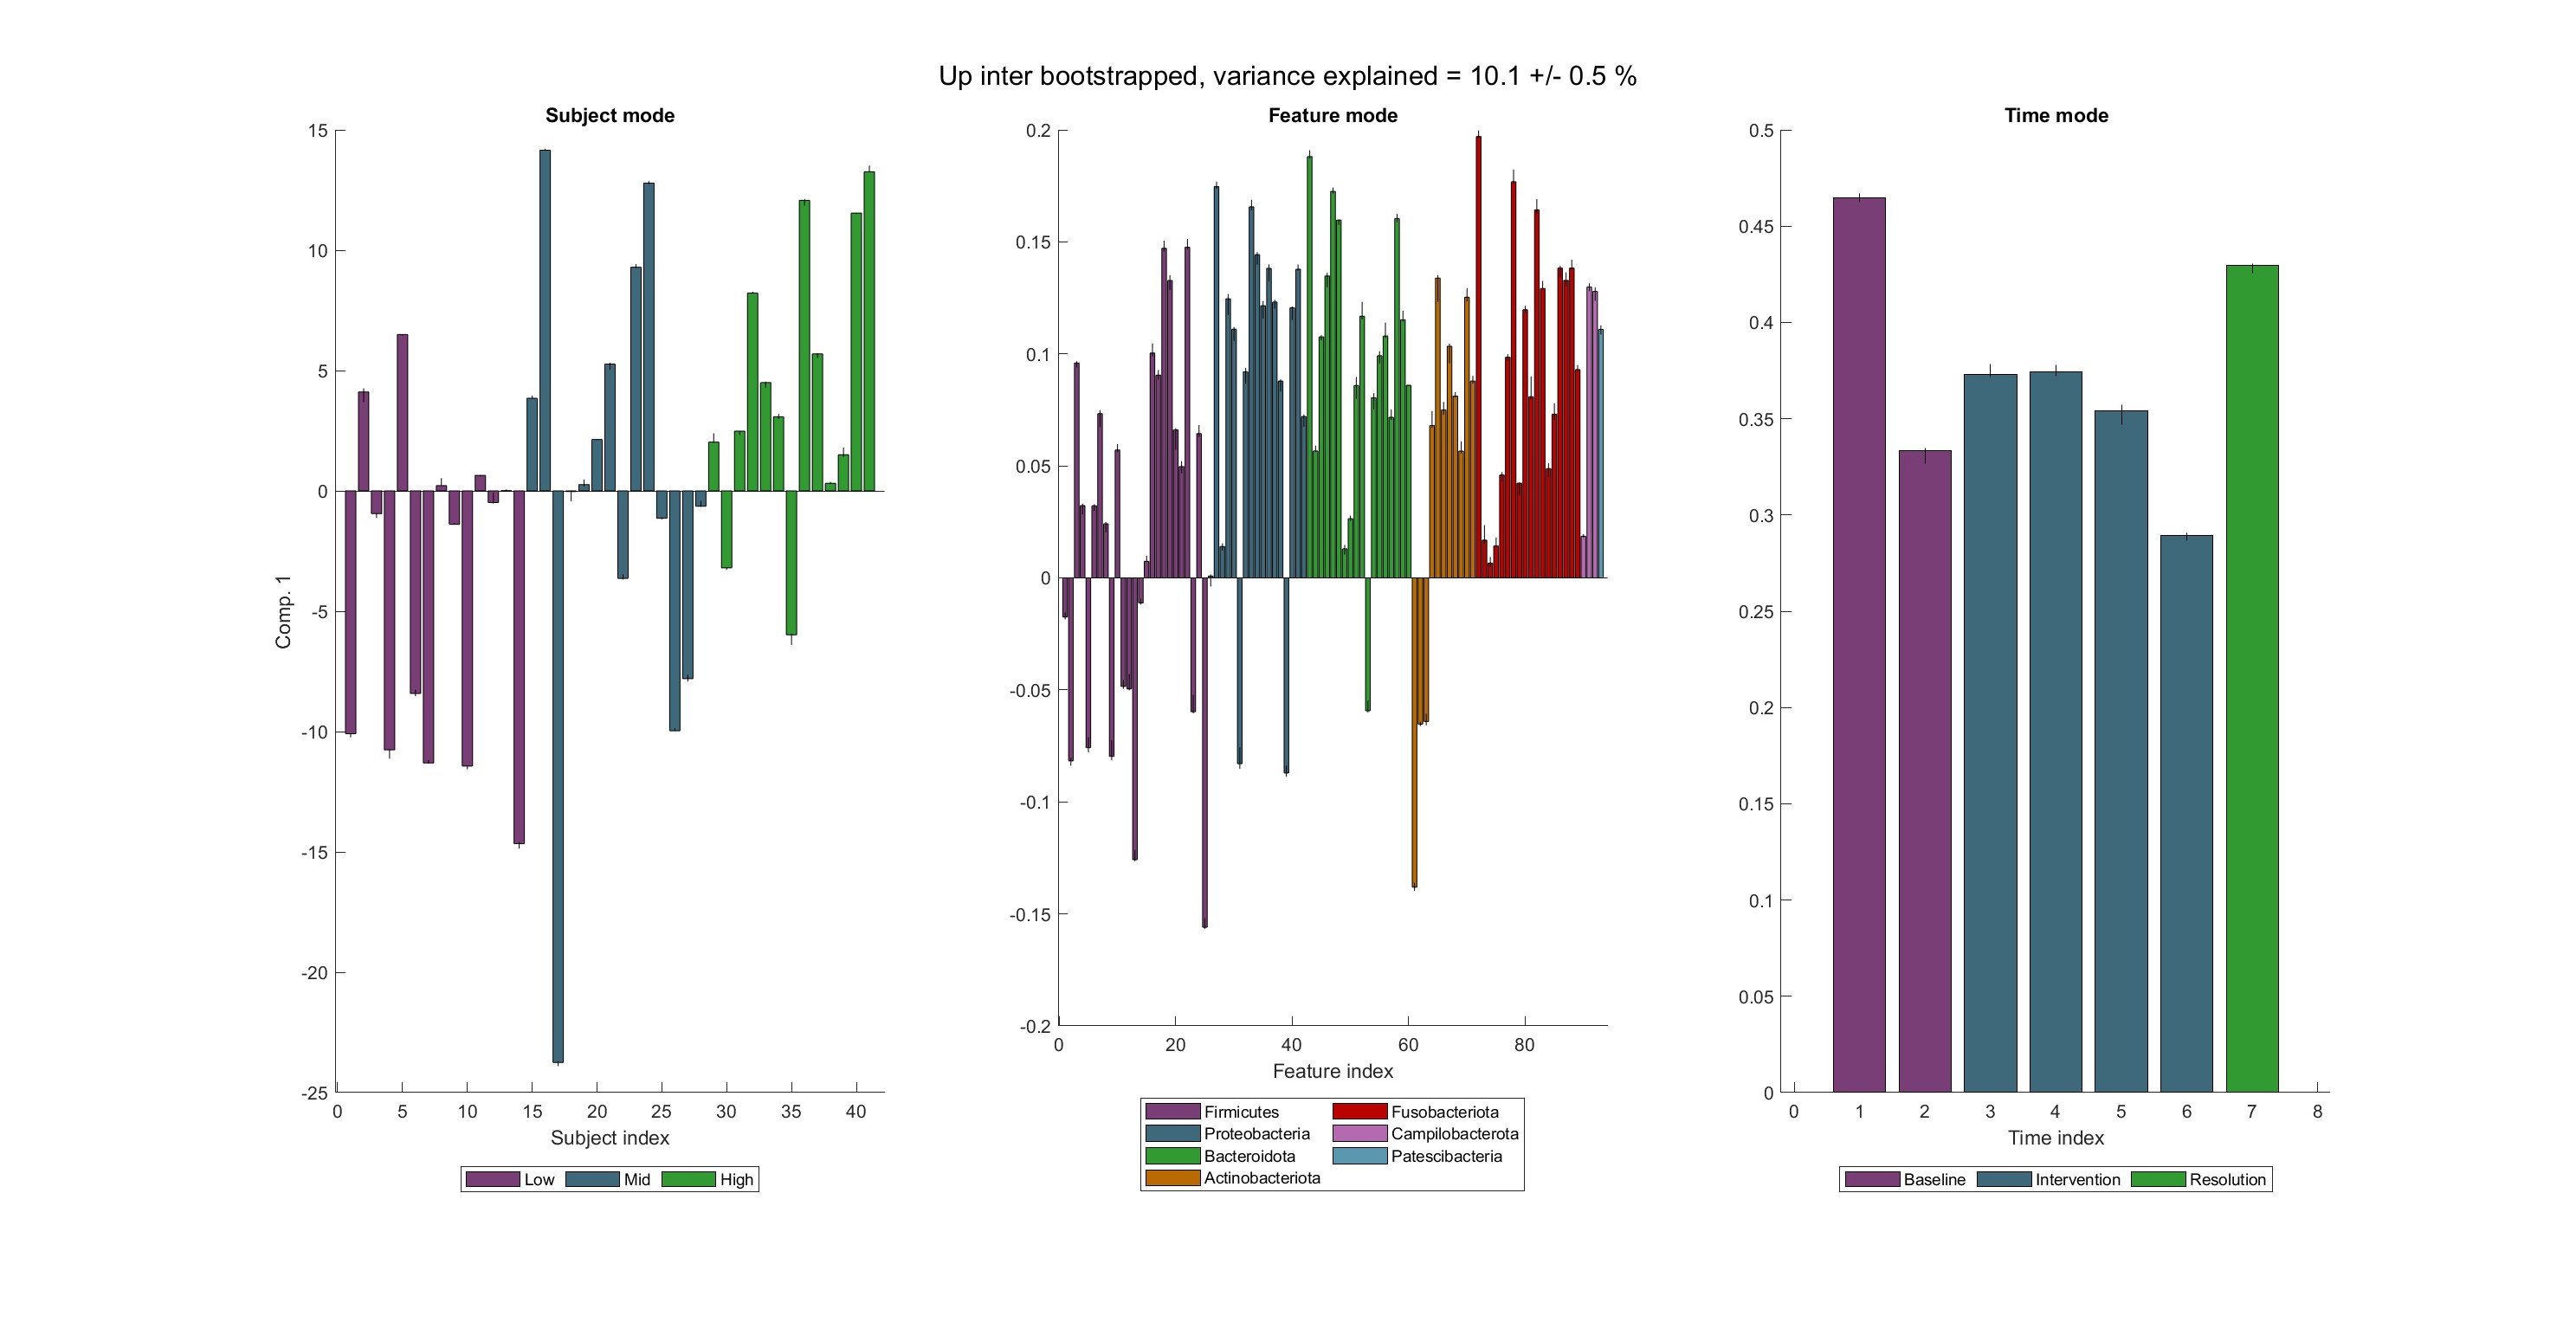 Up inter bootstrapped, variance explained = 10.1 +/- 0.5 %
Subject mode
15
10
5
0
-5
-10
-15
-20
-25
Comp. 1
0 5 10 15 20 25 30 35 40
Subject index
Low Mid High
Feature mode
0.2
0.15
0.1
0.05
0
-0.05
-0.1
-0.15
-0.2
0 20 40 60 80
Feature index
Firmicutes Fusobacteriota
Proteobacteria Campilobacterota
Bacteroidota Patescibacteria
Actinobacteriota
Time mode
0.5
0.45
0.4
0.35
0.3
0.25
0.2
0.15
0.1
0.05
0
0 1 2 3 4 5 6 7 8
Time index
Baseline Intervention Resolution